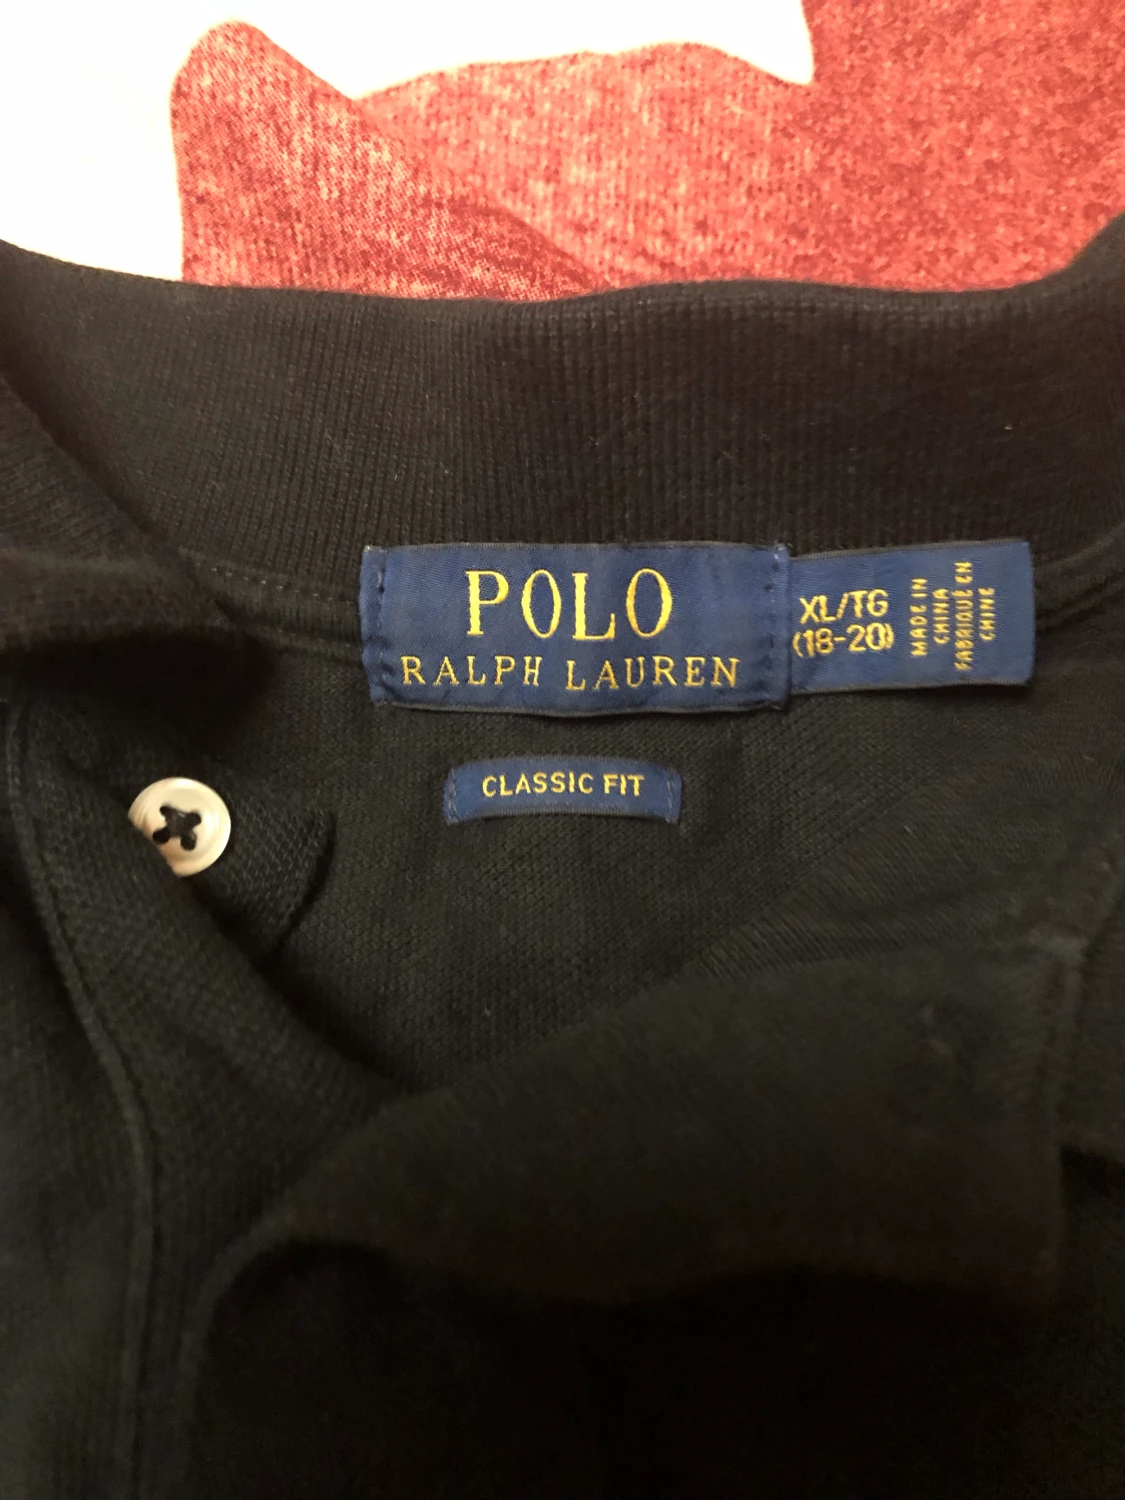 POLO
RALPH LAUREN
XL/TG
(18-20)
MADE IN
CHINA
FABRIQUÉ EN
CHINE
CLASSIC FIT